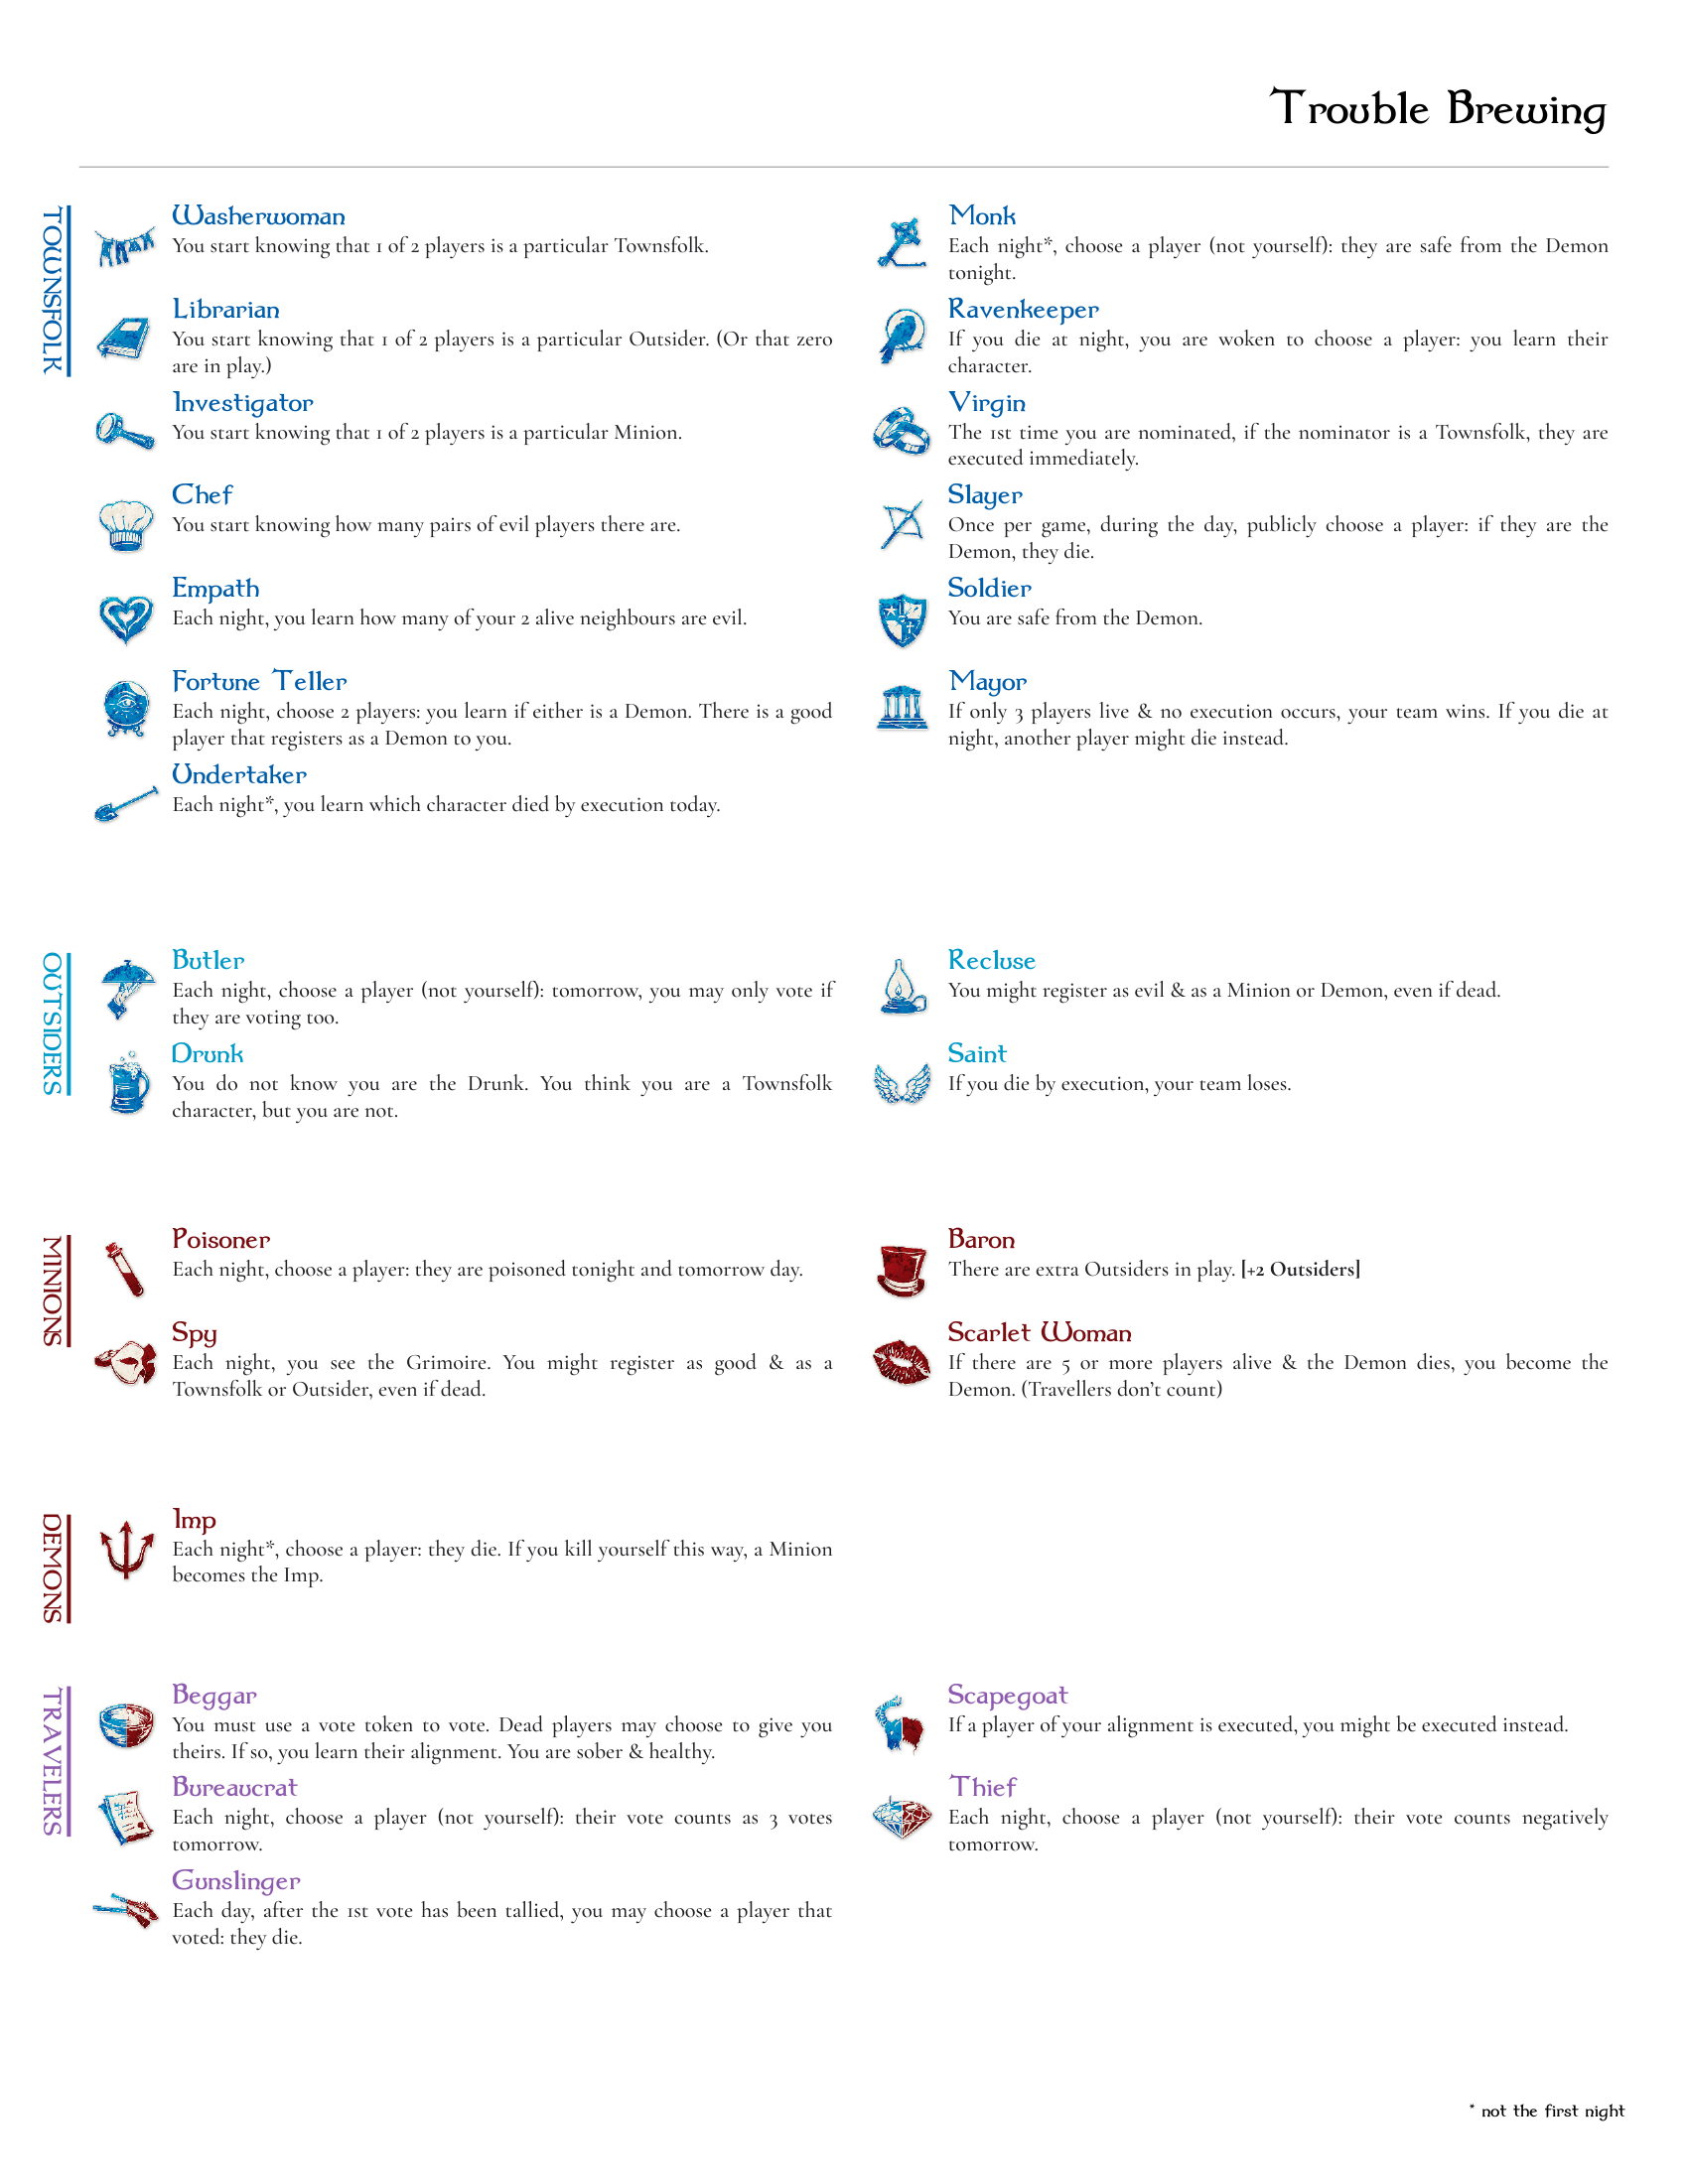 Trouble Brewing
TOWNSFOLK
Washerwoman
You start knowing that 1 of 2 players is a particular Townsfolk.
Librarian
You start knowing that 1 of 2 players is a particular Outsider. (Or that zero
are in play.)
Investigator
You start knowing that 1 of 2 players is a particular Minion.
Chef
You start knowing how many pairs of evil players there are.
Empath
Each night, you learn how many of your 2 alive neighbours are evil.
Fortune Teller
Each night, choose 2 players: you learn if either is a Demon. There is a good
player that registers as a Demon to you.
Undertaker
Each night*, you learn which character died by execution today.
Monk
Each night*, choose a player (not yourself): they are safe from the Demon
tonight.
Ravenkeeper
If you die at night, you are woken to choose a player: you learn their
character.
Virgin
The 1st time you are nominated, if the nominator is a Townsfolk, they are
executed immediately.
Slayer
Once per game, during the day, publicly choose a player: if they are the
Demon, they die.
Soldier
You are safe from the Demon.
Mayor
If only 3 players live & no execution occurs, your team wins. If you die at
night, another player might die instead.
OUTSIDERS
Butler
Each night, choose a player (not yourself): tomorrow, you may only vote if
they are voting too.
Drunk
You do not know you are the Drunk. You think you are a Townsfolk
character, but you are not.
Recluse
You might register as evil & as a Minion or Demon, even if dead.
Saint
If you die by execution, your team loses.
MINIONS
Poisoner
Each night, choose a player: they are poisoned tonight and tomorrow day.
Spy
Each night, you see the Grimoire. You might register as good & as a
Townsfolk or Outsider, even if dead.
Baron
There are extra Outsiders in play. [+2 Outsiders]
Scarlet Woman
If there are 5 or more players alive & the Demon dies, you become the
Demon. (Travellers don't count)
DEMONS
Imp
Each night*, choose a player: they die. If you kill yourself this way, a Minion
becomes the Imp.
TRAVELERS
Beggar
You must use a vote token to vote. Dead players may choose to give you
theirs. If so, you learn their alignment. You are sober & healthy.
Bureaucrat
Each night, choose a player (not yourself): their vote counts as 3 votes
tomorrow.
Gunslinger
Each day, after the 1st vote has been tallied, you may choose a player that
voted: they die.
Scapegoat
If a player of your alignment is executed, you might be executed instead.
Thief
Each night, choose a player (not yourself): their vote counts negatively
tomorrow.
* not the first night